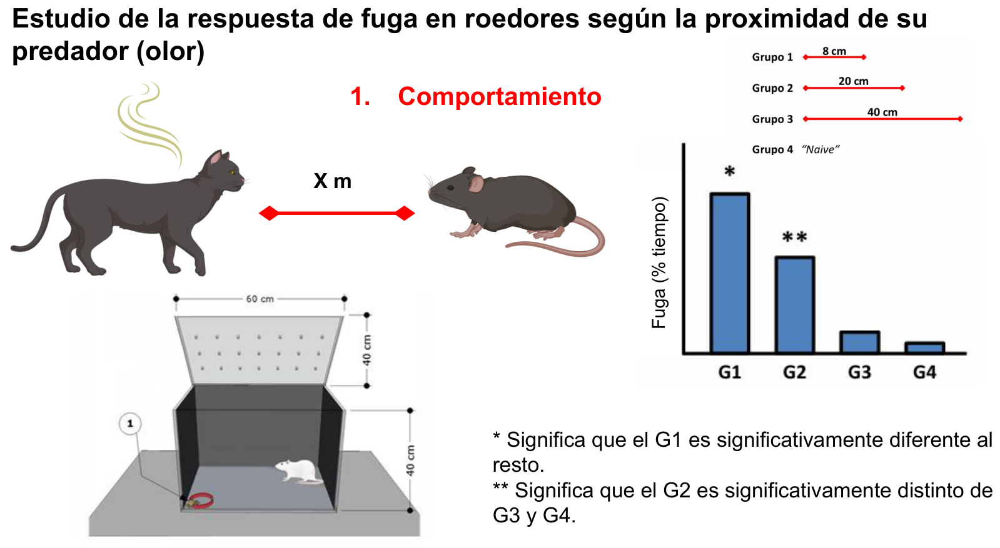 Estudio de la respuesta de fuga en roedores según la proximidad de su
predador (olor)
1. Comportamiento
Grupo 1 8 cm
Grupo 2 20 cm
Grupo 3 40 cm
Grupo 4 “Naive”
X m
*
**
Fuga (% tiempo)
G1 G2 G3 G4
60 cm
40 cm
1
40 cm
* Significa que el G1 es significativamente diferente al
resto.
** Significa que el G2 es significativamente distinto de
G3 y G4.